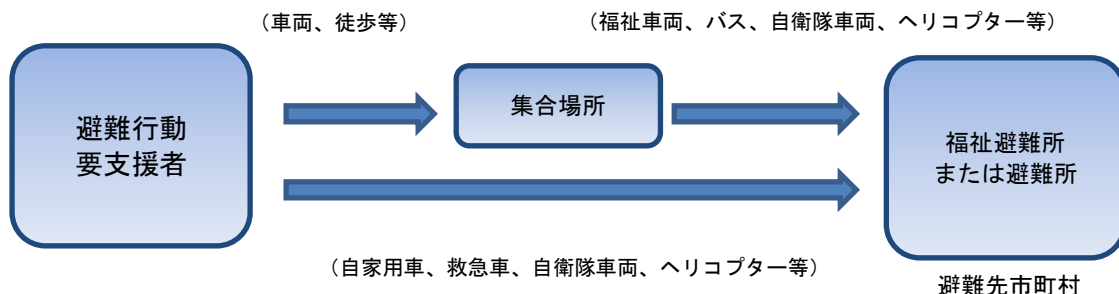 （車両、徒歩等）
（福祉車両、バス、自衛隊車両、ヘリコプター等）
避難行動
要支援者
集合場所
福祉避難所
または避難所
（自家用車、救急車、自衛隊車両、ヘリコプター等）
避難先市町村